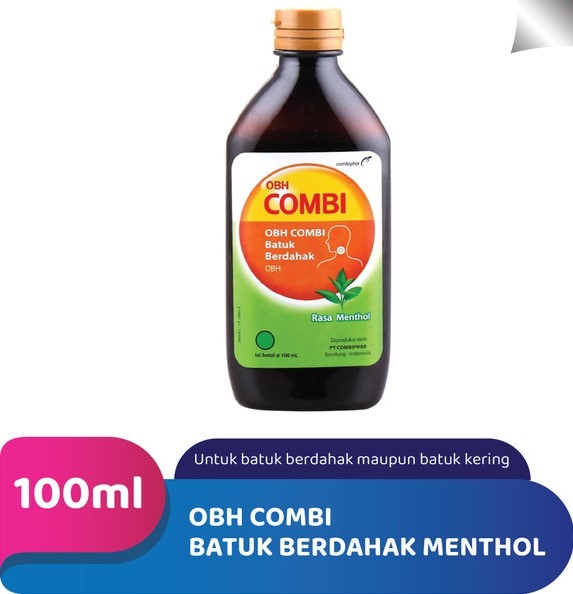 combiphar
OBH
COMBI
OBH COMBI
Batuk
Berdahak
OBH
Rasa Menthol
Isi botol @ 100 mL
Diproduksi oleh:
PT COMBIPHAR
Bandung - Indonesia
Untuk batuk berdahak maupun batuk kering
100ml
OBH COMBI
BATUK BERDAHAK MENTHOL